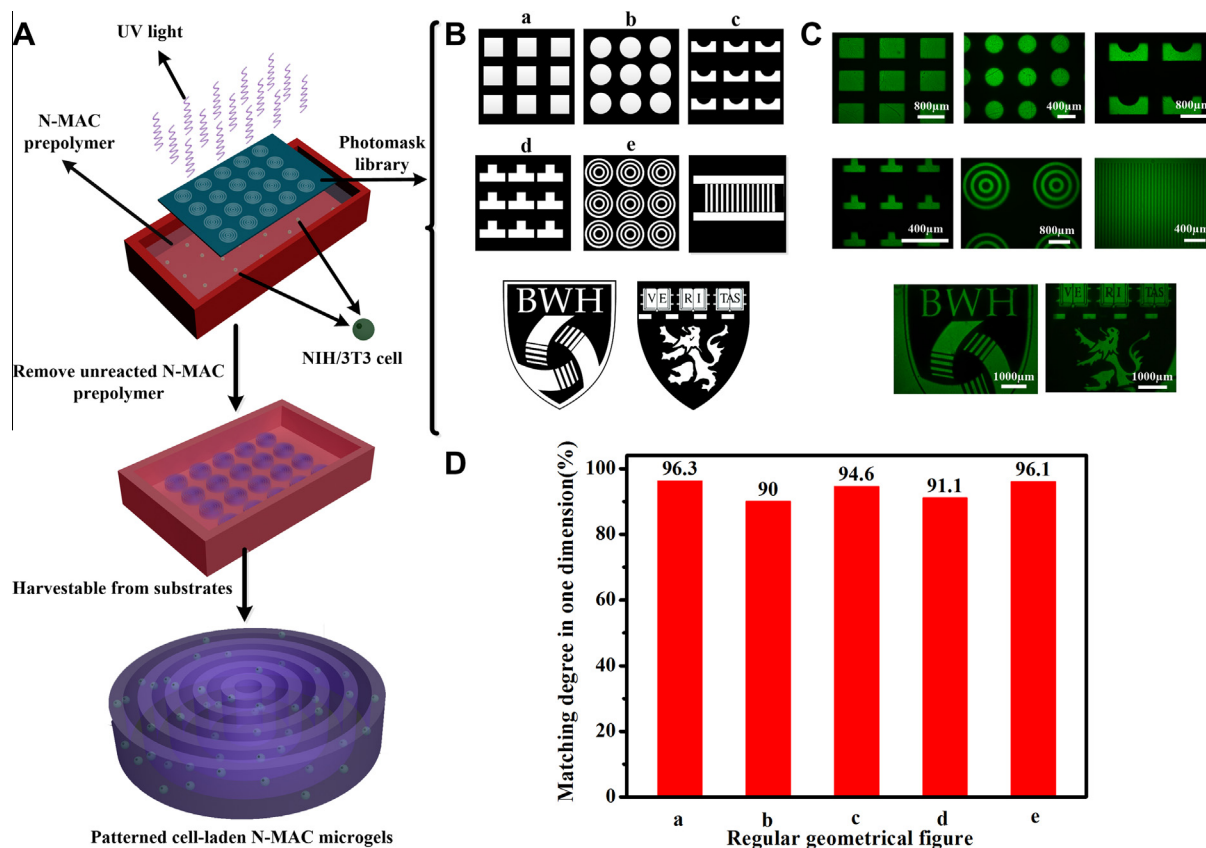 A
UV light
N-MAC
prepolymer
Photomask
library
NIH/3T3 cell
Remove unreacted N-MAC
prepolymer
Harvestable from substrates
Patterned cell-laden N-MAC microgels
B
a
b
c
d
e
BWH
VE RI TAS
C
800μm
400μm
800μm
400μm
800μm
400μm
BWH
1000μm
VE RI TAS
1000μm
D
Matching degree in one dimension(%)
100
80
60
40
20
0
96.3
90
94.6
91.1
96.1
a
b
c
d
e
Regular geometrical figure